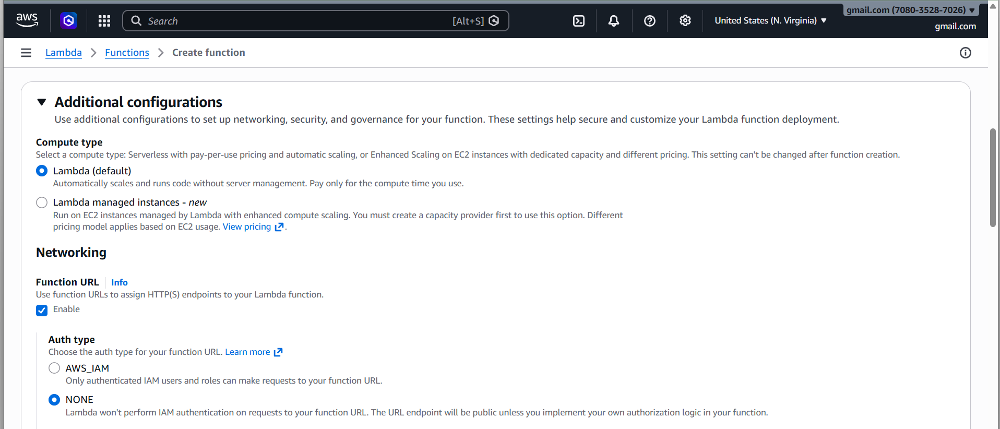 aws
Search
[Alt+S]
United States (N. Virginia)
gmail.com (7080-3528-7026)
gmail.com
Lambda
Functions
Create function
Additional configurations
Use additional configurations to set up networking, security, and governance for your function. These settings help secure and customize your Lambda function deployment.
Compute type
Select a compute type: Serverless with pay-per-use pricing and automatic scaling, or Enhanced Scaling on EC2 instances with dedicated capacity and different pricing. This setting can't be changed after function creation.
Lambda (default)
Automatically scales and runs code without server management. Pay only for the compute time you use.
Lambda managed instances - new
Run on EC2 instances managed by Lambda with enhanced compute scaling. You must create a capacity provider first to use this option. Different
pricing model applies based on EC2 usage. View pricing .
Networking
Function URL
Info
Use function URLs to assign HTTP(S) endpoints to your Lambda function.
Enable
Auth type
Choose the auth type for your function URL. Learn more
AWS_IAM
Only authenticated IAM users and roles can make requests to your function URL.
NONE
Lambda won't perform IAM authentication on requests to your function URL. The URL endpoint will be public unless you implement your own authorization logic in your function.